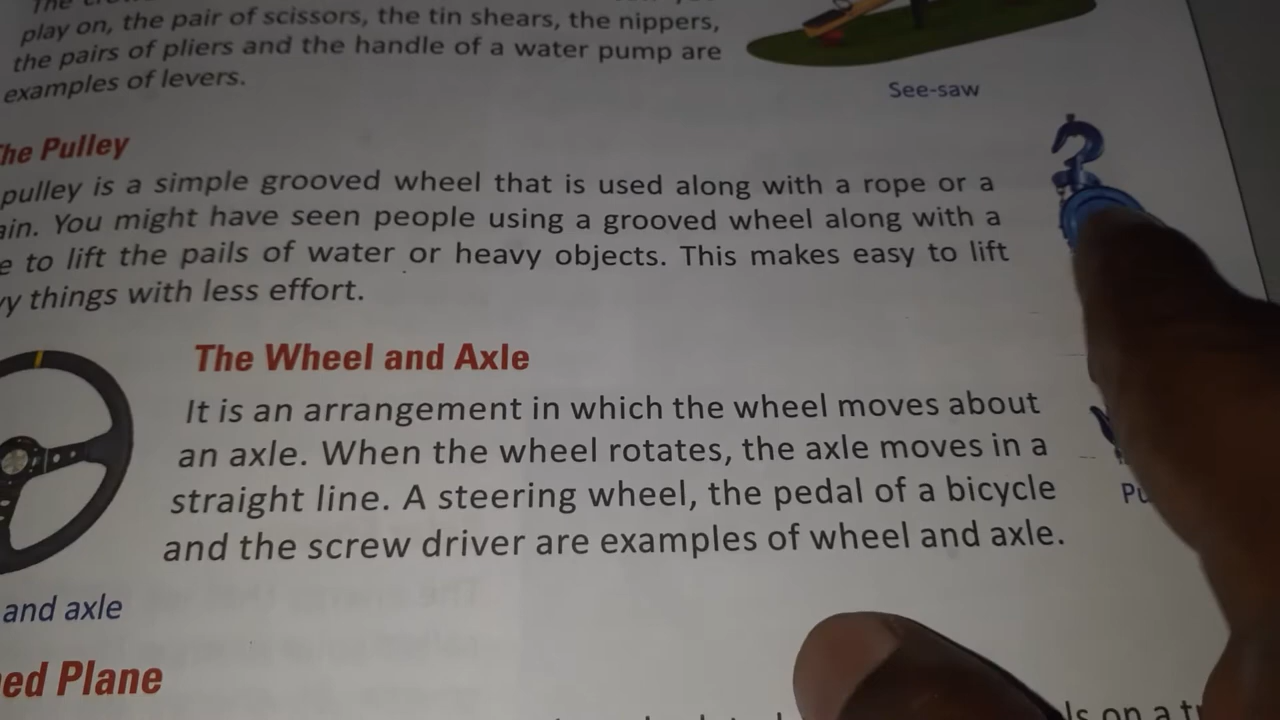 The
play on, the pair of scissors, the tin shears, the nippers,
the pairs of pliers and the handle of a water pump are
examples of levers.
See-saw
The Pulley
pulley is a simple grooved wheel that is used along with a rope or a
ain. You might have seen people using a grooved wheel along with a
e to lift the pails of water or heavy objects. This makes easy to lift
vy things with less effort.
The Wheel and Axle
It is an arrangement in which the wheel moves about
an axle. When the wheel rotates, the axle moves in a
straight line. A steering wheel, the pedal of a bicycle
and the screw driver are examples of wheel and axle.
Pu
and axle
ed Plane
on a